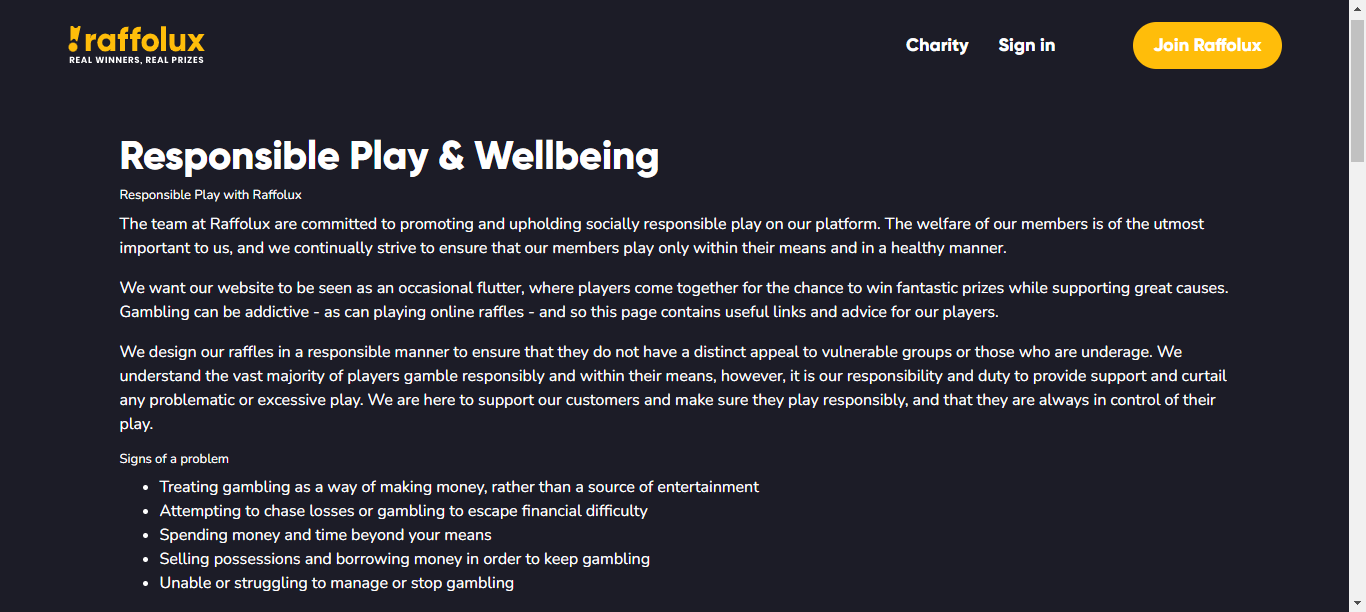 raffolux
REAL WINNERS, REAL PRIZES
Charity
Sign in
Join Raffolux
Responsible Play & Wellbeing
Responsible Play with Raffolux
The team at Raffolux are committed to promoting and upholding socially responsible play on our platform. The welfare of our members is of the utmost
important to us, and we continually strive to ensure that our members play only within their means and in a healthy manner.
We want our website to be seen as an occasional flutter, where players come together for the chance to win fantastic prizes while supporting great causes.
Gambling can be addictive - as can playing online raffles - and so this page contains useful links and advice for our players.
We design our raffles in a responsible manner to ensure that they do not have a distinct appeal to vulnerable groups or those who are underage. We
understand the vast majority of players gamble responsibly and within their means, however, it is our responsibility and duty to provide support and curtail
any problematic or excessive play. We are here to support our customers and make sure they play responsibly, and that they are always in control of their
play.
Signs of a problem
• Treating gambling as a way of making money, rather than a source of entertainment
• Attempting to chase losses or gambling to escape financial difficulty
• Spending money and time beyond your means
• Selling possessions and borrowing money in order to keep gambling
• Unable or struggling to manage or stop gambling